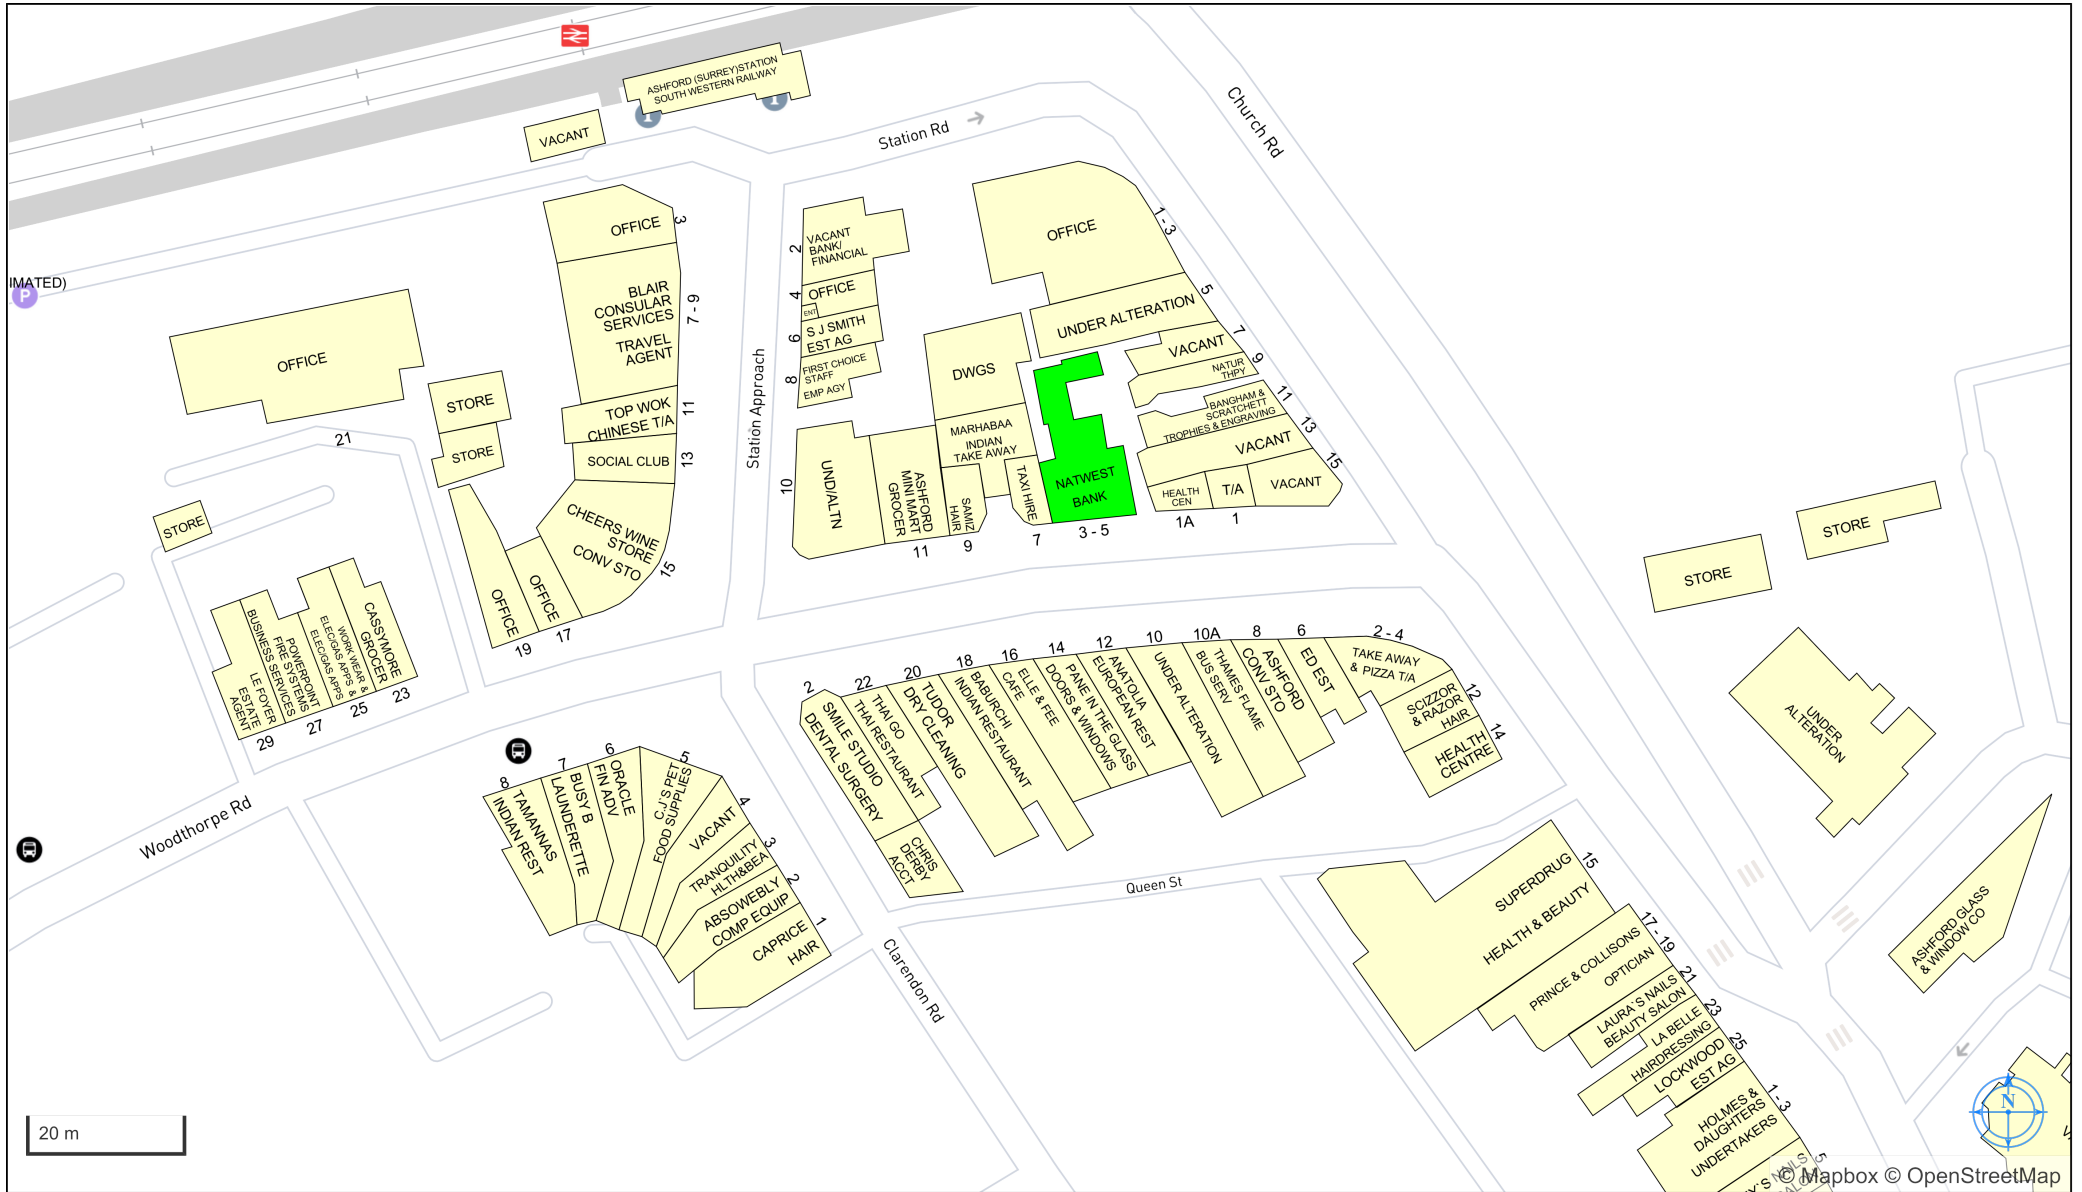 ASHFORD (SURREY)STATION
SOUTH WESTERN RAILWAY
VACANT
Station Rd
Church Rd
IMATED)
P
OFFICE
3
BLAIR
CONSULAR
SERVICES
TRAVEL
AGENT
7 - 9
TOP WOK
CHINESE T/A
11
SOCIAL CLUB
13
CHEERS WINE
STORE
CONV STO
15
OFFICE
17
OFFICE
19
OFFICE
21
STORE
STORE
STORE
Station Approach
VACANT
BANK/
FINANCIAL
2
OFFICE
4
ENT
S J SMITH
EST AG
6
FIRST CHOICE
STAFF
EMP AGY
8
UND/ALTN
10
ASHFORD
MINI MART
GROCER
11
SAMIZ
HAIR
9
DWGS
MARHABAA
INDIAN
TAKE AWAY
TAXI HIRE
7
NATWEST
BANK
3 - 5
OFFICE
1 - 3
UNDER ALTERATION
5
VACANT
7
NATUR
THPY
9
BANGHAM &
SCRATCHETT
TROPHIES & ENGRAVING
11
VACANT
13
VACANT
15
HEALTH
CEN
1A
T/A
1
STORE
STORE
UNDER
ALTERATION
ASHFORD GLASS
& WINDOW CO
CASSYMORE
GROCER
23
WORK WEAR &
ELEC/GAS APPS &
ELEC/GAS APPS
25
POWERPOINT
FIRE SYSTEMS
BUSINESS SERVICES
27
LE FOYER
ESTATE
AGENT
29
Woodthorpe Rd
TAMANNAS
INDIAN REST
8
BUSY B
LAUNDERETTE
7
ORACLE
FIN ADV
6
C.J'S PET
FOOD SUPPLIES
5
VACANT
4
TRANQUILITY
HLTH&BEA
3
ABSOWEBLY
COMP EQUIP
2
CAPRICE
HAIR
1
SMILE STUDIO
DENTAL SURGERY
2
CHRIS
DERBY
ACCT
THAI GO
THAI RESTAURANT
22
TUDOR
DRY CLEANING
20
BABURCHI
INDIAN RESTAURANT
18
ELLE & FEE
CAFE
16
PANE IN THE GLASS
DOORS & WINDOWS
14
ANATOLIA
EUROPEAN REST
12
UNDER ALTERATION
10
THAMES FLAME
BUS SERV
10A
ASHFORD
CONV STO
8
ED EST
6
TAKE AWAY
& PIZZA T/A
2 - 4
SCIZZOR
& RAZOR
HAIR
12
HEALTH
CENTRE
14
Queen St
Clarendon Rd
SUPERDRUG
HEALTH & BEAUTY
15
PRINCE & COLLISONS
OPTICIAN
17 - 19
LAURA`S NAILS
BEAUTY SALON
21
LA BELLE
HAIRDRESSING
23
LOCKWOOD
EST AG
25
HOLMES &
DAUGHTERS
UNDERTAKERS
1 - 3
5
N
20 m
© Mapbox © OpenStreetMap